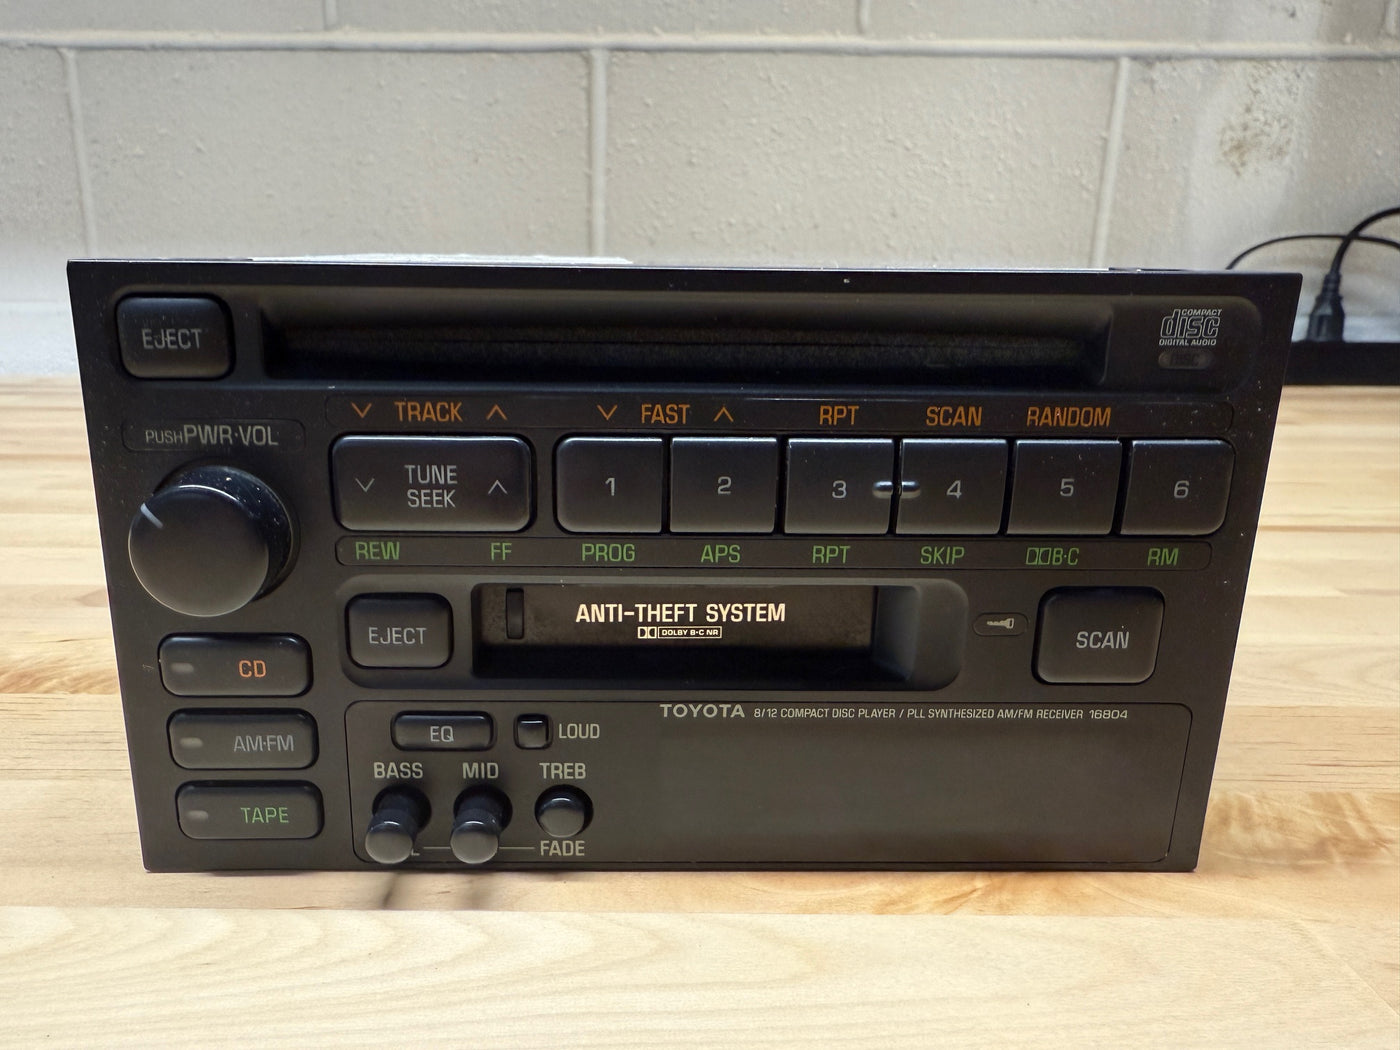 EJECT
COMPACT
disc
DIGITAL AUDIO
DISC
TRACK FAST RPT SCAN RANDOM
PUSH PWR·VOL
TUNE
SEEK
1 2 3 4 5 6
REW FF PROG APS RPT SKIP B·C RM
EJECT
ANTI-THEFT SYSTEM
DOLBY B·C NR
SCAN
CD
AM·FM
TAPE
TOYOTA 8/12 COMPACT DISC PLAYER / PLL SYNTHESIZED AM/FM RECEIVER 16804
EQ LOUD
BASS MID TREB
FADE